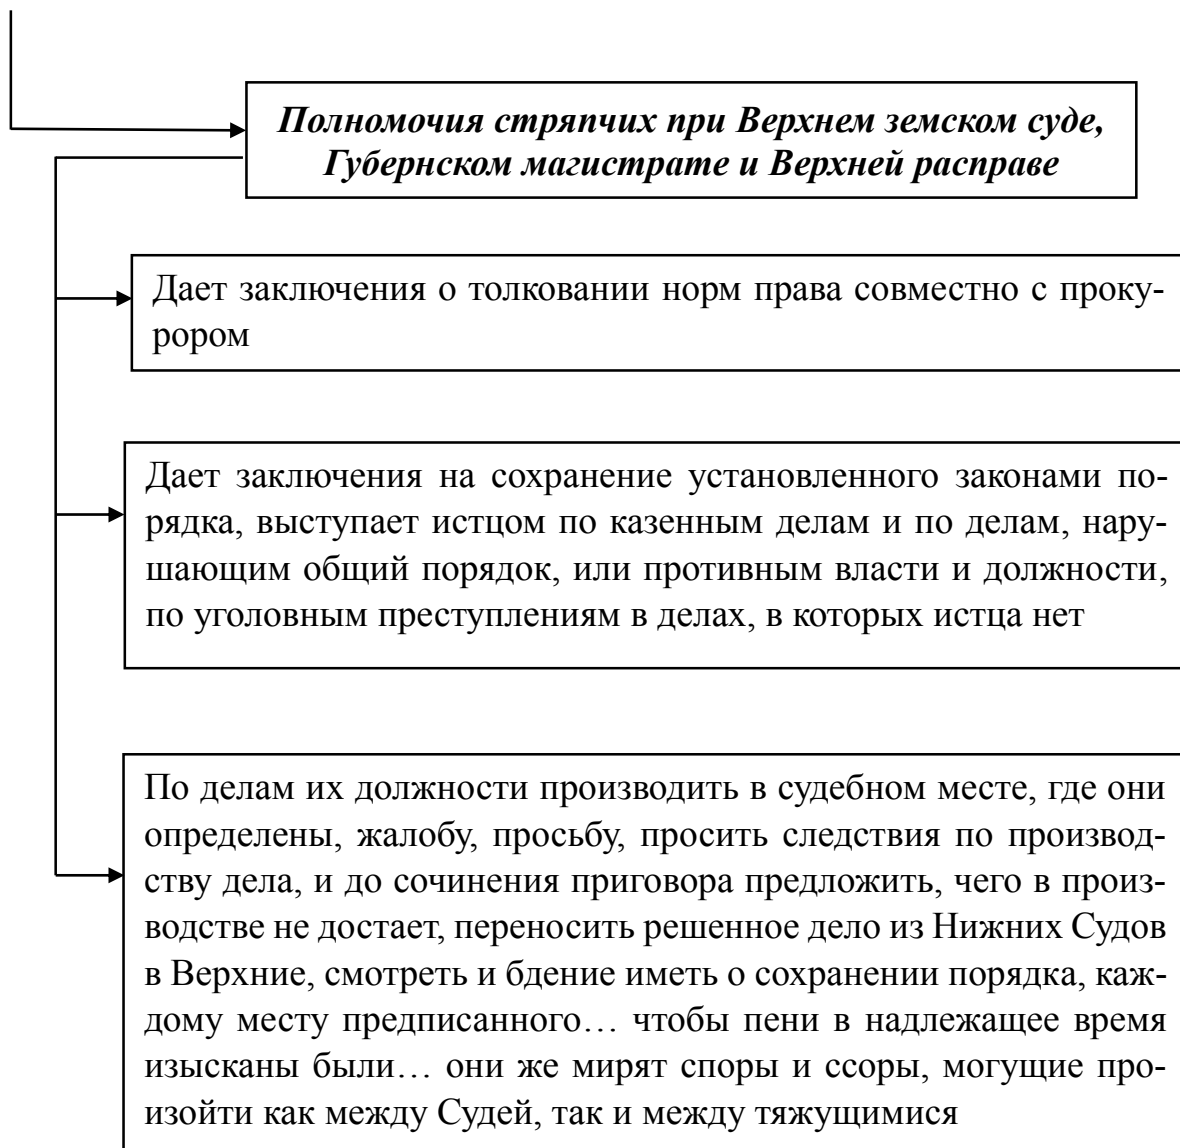 Полномочия стряпчих при Верхнем земском суде,
Губернском магистрате и Верхней расправе
Дает заключения о толковании норм права совместно с проку-
рором
Дает заключения на сохранение установленного законами по-
рядка, выступает истцом по казенным делам и по делам, нару-
шающим общий порядок, или противным власти и должности,
по уголовным преступлениям в делах, в которых истца нет
По делам их должности производить в судебном месте, где они
определены, жалобу, просьбу, просить следствия по производ-
ству дела, и до сочинения приговора предложить, чего в произ-
водстве не достает, переносить решенное дело из Нижних Судов
в Верхние, смотреть и бдение иметь о сохранении порядка, каж-
дому месту предписанного… чтобы пени в надлежащее время
изысканы были… они же мирят споры и ссоры, могущие про-
изойти как между Судей, так и между тяжущимися